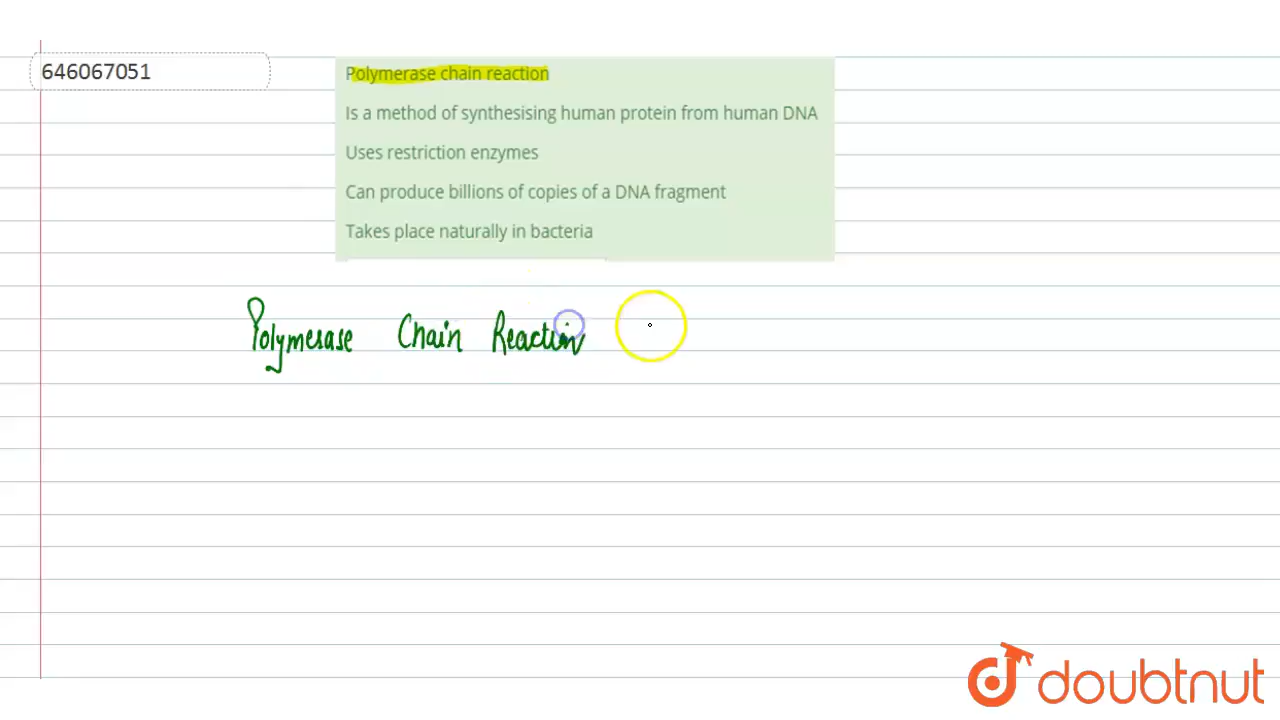 646067051
Polymerase chain reaction
Is a method of synthesising human protein from human DNA
Uses restriction enzymes
Can produce billions of copies of a DNA fragment
Takes place naturally in bacteria
Polymerase Chain Reaction
doubtnut